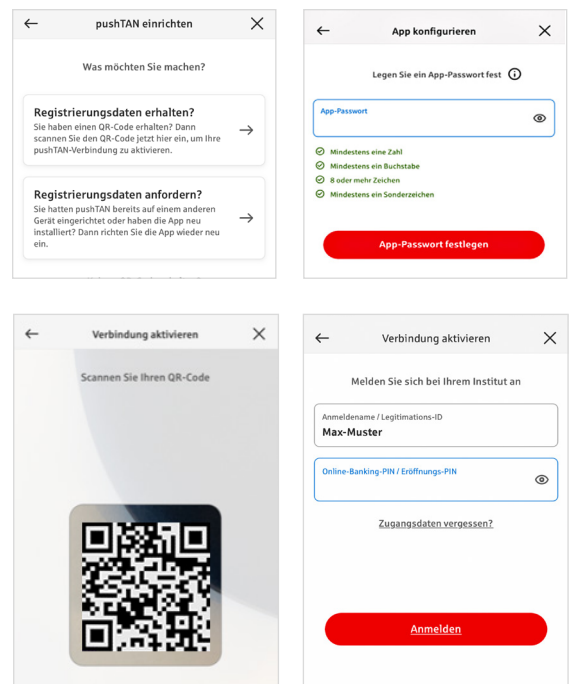 pushTAN einrichten
Was möchten Sie machen?
Registrierungsdaten erhalten?
Sie haben einen QR-Code erhalten? Dann
scannen Sie den QR-Code jetzt hier ein, um Ihre
pushTAN-Verbindung zu aktivieren.
Registrierungsdaten anfordern?
Sie hatten pushTAN bereits auf einem anderen
Gerät eingerichtet oder haben die App neu
installiert? Dann richten Sie die App wieder neu
ein.
App konfigurieren
Legen Sie ein App-Passwort fest
App-Passwort
Mindestens eine Zahl
Mindestens ein Buchstabe
8 oder mehr Zeichen
Mindestens ein Sonderzeichen
App-Passwort festlegen
Verbindung aktivieren
Scannen Sie Ihren QR-Code
Verbindung aktivieren
Melden Sie sich bei Ihrem Institut an
Anmeldename / Legitimations-ID
Max-Muster
Online-Banking-PIN / Eröffnungs-PIN
Zugangsdaten vergessen?
Anmelden